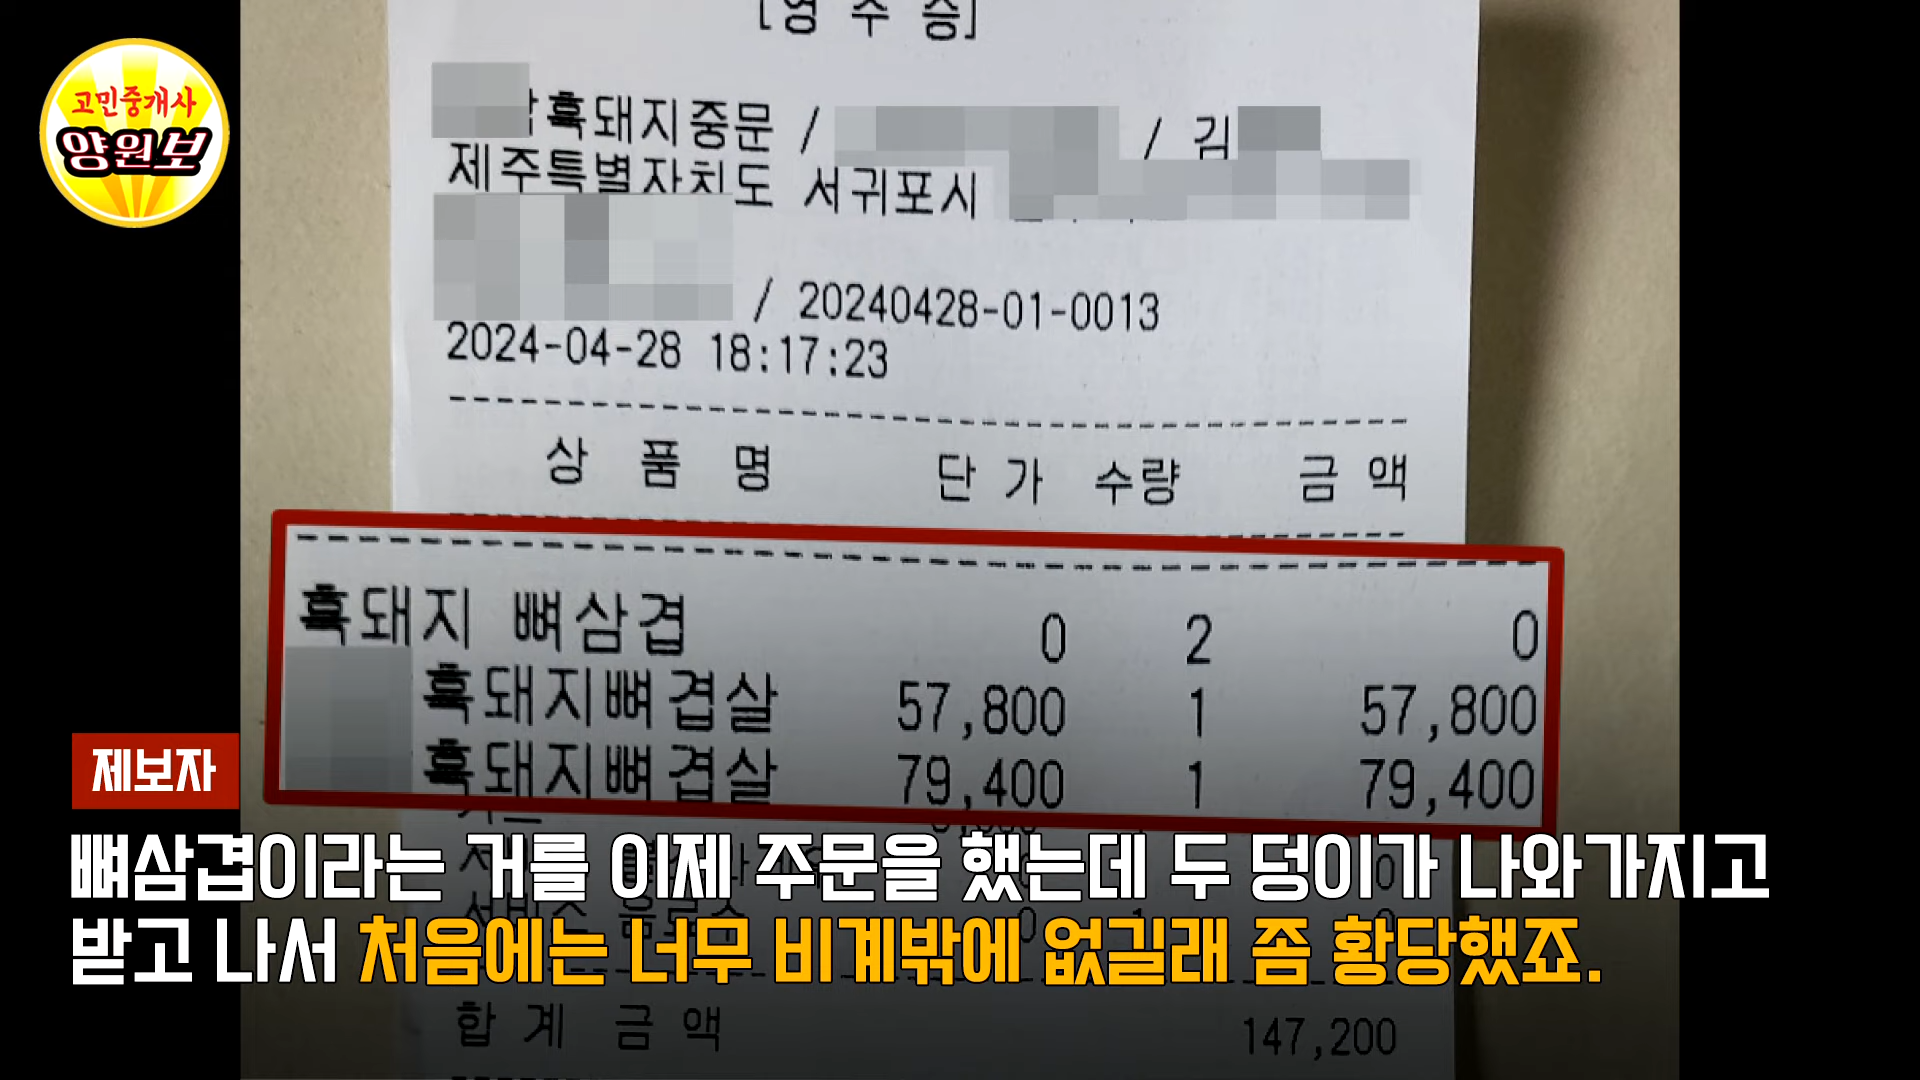 고민중개사
양원보
[영 수 증]
흑돼지중문 / / 김
제주특별자치도 서귀포시
/ 20240428-01-0013
2024-04-28 18:17:23
상 품 명 단 가 수량 금 액
흑돼지 뼈삼겹 0 2 0
흑돼지뼈겹살 57,800 1 57,800
흑돼지뼈겹살 79,400 1 79,400
제보자
뼈삼겹이라는 거를 이제 주문을 했는데 두 덩이가 나와가지고
받고 나서 처음에는 너무 비계밖에 없길래 좀 황당했죠.
합 계 금 액 147,200